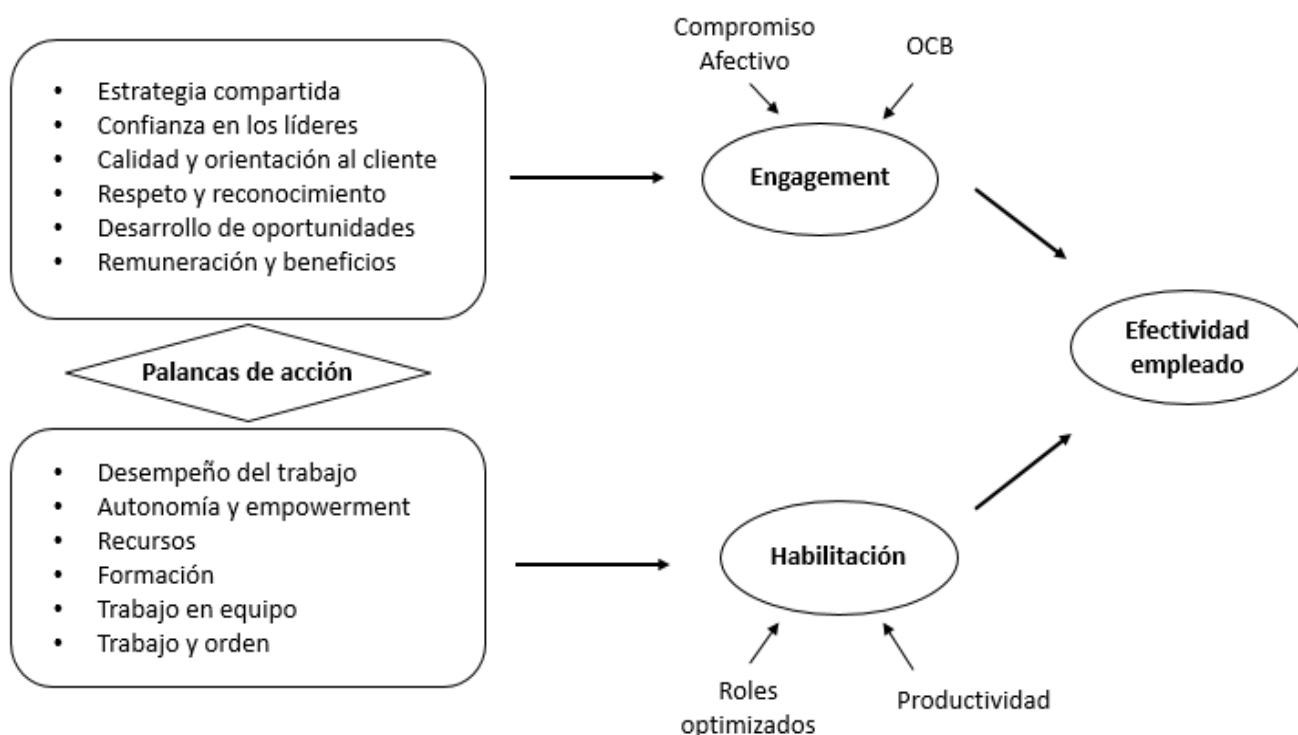 • Estrategia compartida
• Confianza en los líderes
• Calidad y orientación al cliente
• Respeto y reconocimiento
• Desarrollo de oportunidades
• Remuneración y beneficios
Palancas de acción
• Desempeño del trabajo
• Autonomía y empowerment
• Recursos
• Formación
• Trabajo en equipo
• Trabajo y orden
Compromiso
Afectivo
OCB
Engagement
Habilitación
Roles
optimizados
Productividad
Efectividad
empleado